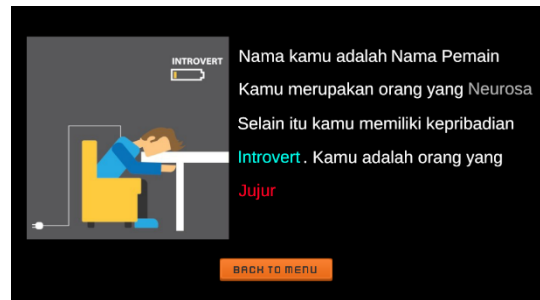 INTROVERT
Nama kamu adalah Nama Pemain
Kamu merupakan orang yang Neurosa
Selain itu kamu memiliki kepribadian
Introvert . Kamu adalah orang yang
Jujur
BACK TO MENU